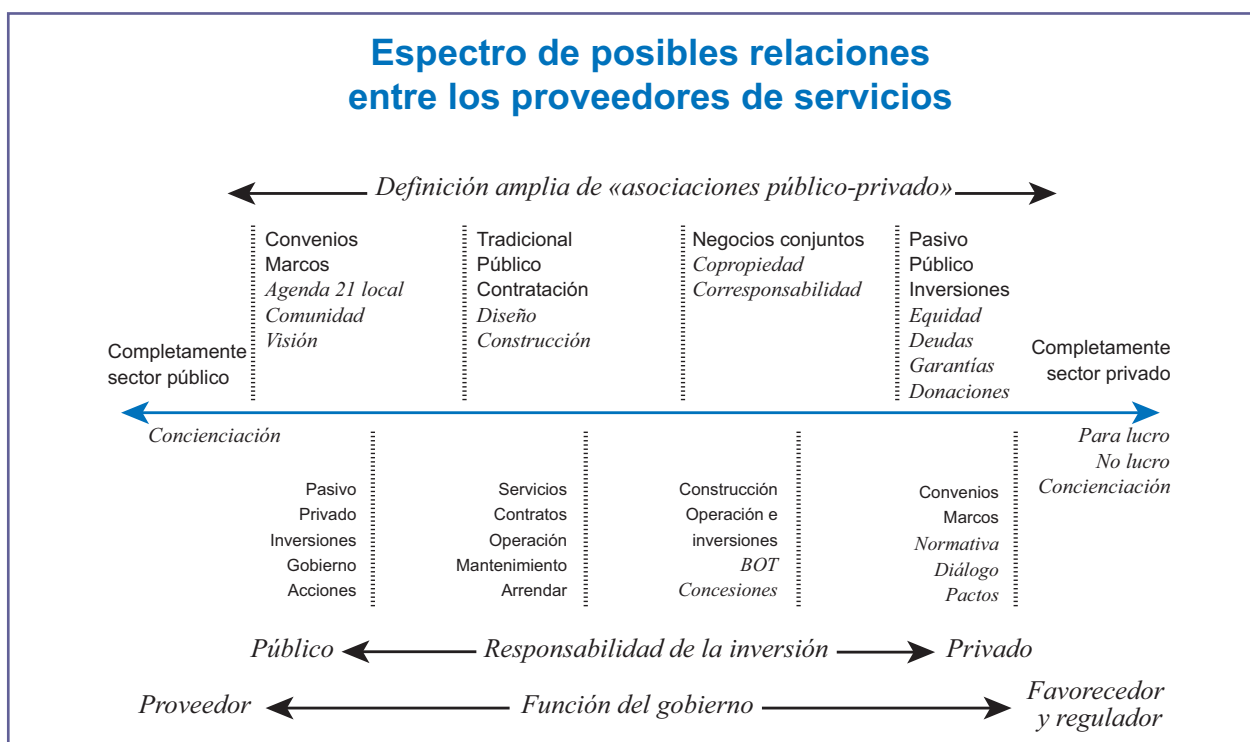 Espectro de posibles relaciones
entre los proveedores de servicios
Definición amplia de «asociaciones público-privado»
Completamente
sector público
Convenios
Marcos
Agenda 21 local
Comunidad
Visión
Tradicional
Público
Contratación
Diseño
Construcción
Negocios conjuntos
Copropiedad
Corresponsabilidad
Pasivo
Público
Inversiones
Equidad
Deudas
Garantías
Donaciones
Completamente
sector privado
Concienciación
Pasivo
Privado
Inversiones
Gobierno
Acciones
Servicios
Contratos
Operación
Mantenimiento
Arrendar
Construcción
Operación e
inversiones
BOT
Concesiones
Convenios
Marcos
Normativa
Diálogo
Pactos
Para lucro
No lucro
Concienciación
Público Responsabilidad de la inversión Privado
Proveedor Función del gobierno Favorecedor
y regulador